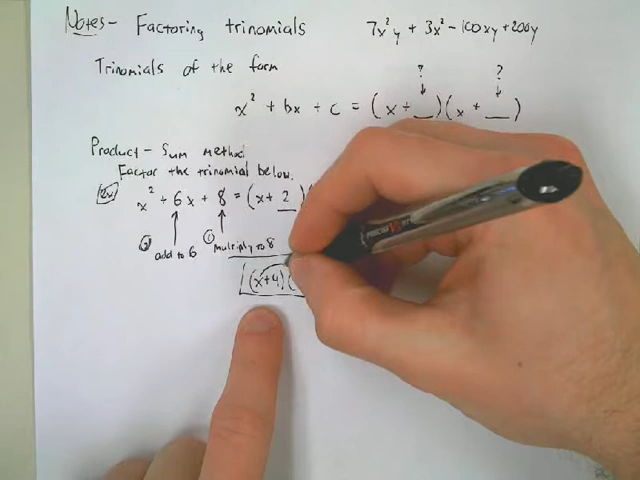 Notes- Factoring trinomials 7x²y + 3x² - 100xy + 200y
Trinomials of the form
? ?
x² + bx + c = (x + __)(x + __)
Product - Sum method
Factor the trinomial below.
Ex x² + 6x + 8 = (x + 2)(
② add to 6 ① multiply to 8
(x+4)(